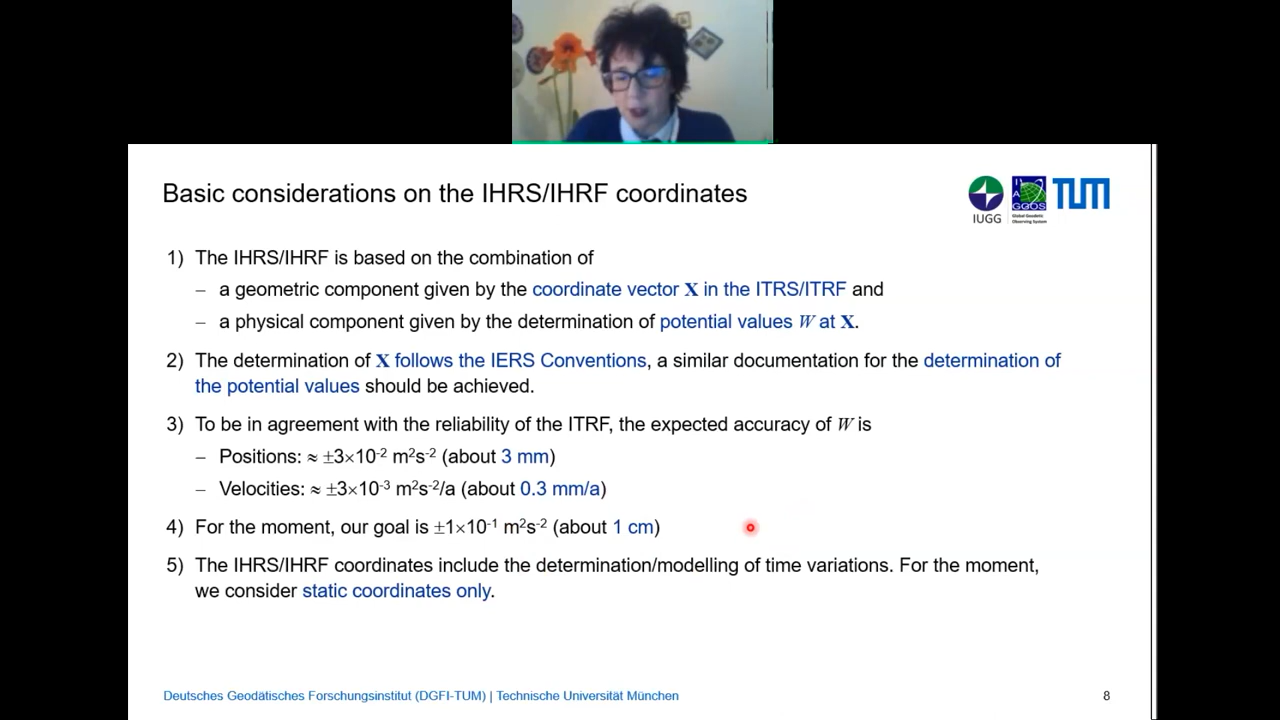 Basic considerations on the IHRS/IHRF coordinates
IUGG
I
A G
GGOS
Global Geodetic
Observing System
TUM
1) The IHRS/IHRF is based on the combination of
– a geometric component given by the coordinate vector X in the ITRS/ITRF and
– a physical component given by the determination of potential values W at X.
2) The determination of X follows the IERS Conventions, a similar documentation for the determination of
the potential values should be achieved.
3) To be in agreement with the reliability of the ITRF, the expected accuracy of W is
– Positions: ≈ ±3×10⁻² m²s⁻² (about 3 mm)
– Velocities: ≈ ±3×10⁻³ m²s⁻²/a (about 0.3 mm/a)
4) For the moment, our goal is ±1×10⁻¹ m²s⁻² (about 1 cm)
5) The IHRS/IHRF coordinates include the determination/modelling of time variations. For the moment,
we consider static coordinates only.
Deutsches Geodätisches Forschungsinstitut (DGFI-TUM) | Technische Universität München
8